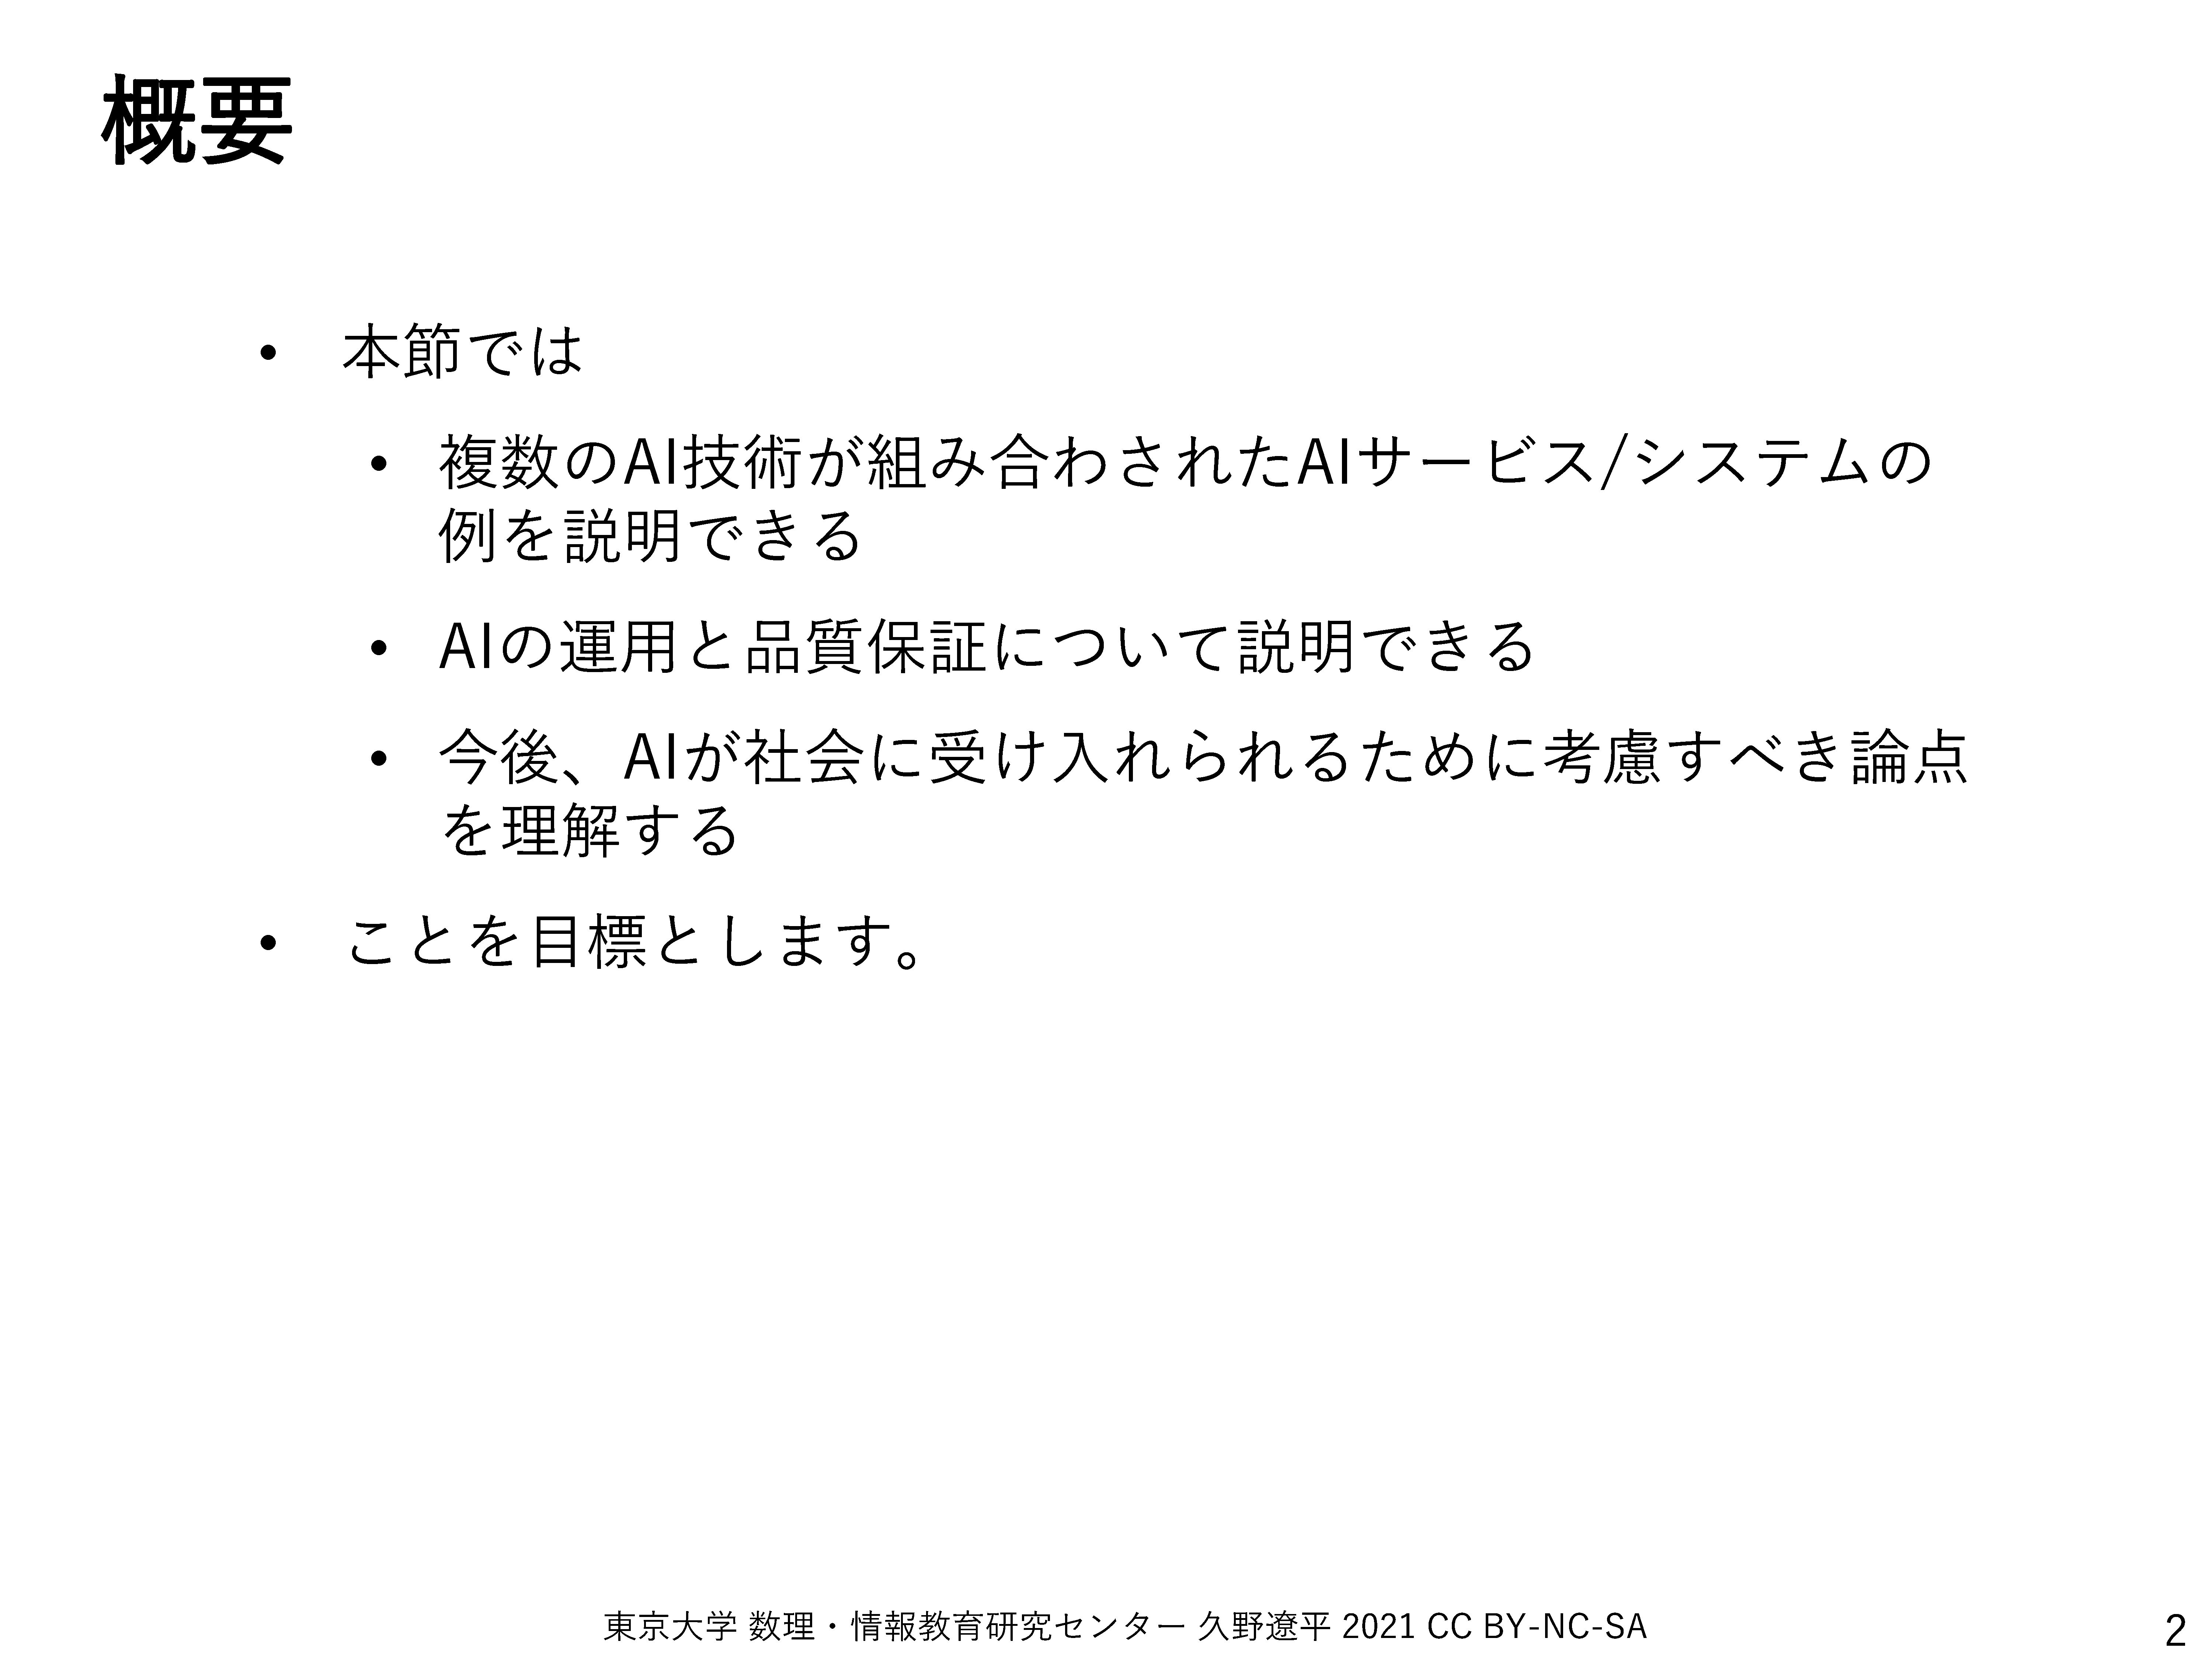 概要
• 本節では
• 複数のAI技術が組み合わされたAIサービス/システムの
例を説明できる
• AIの運用と品質保証について説明できる
• 今後、AIが社会に受け入れられるために考慮すべき論点
を理解する
• ことを目標とします。
東京大学 数理・情報教育研究センター 久野遼平 2021 CC BY-NC-SA
2